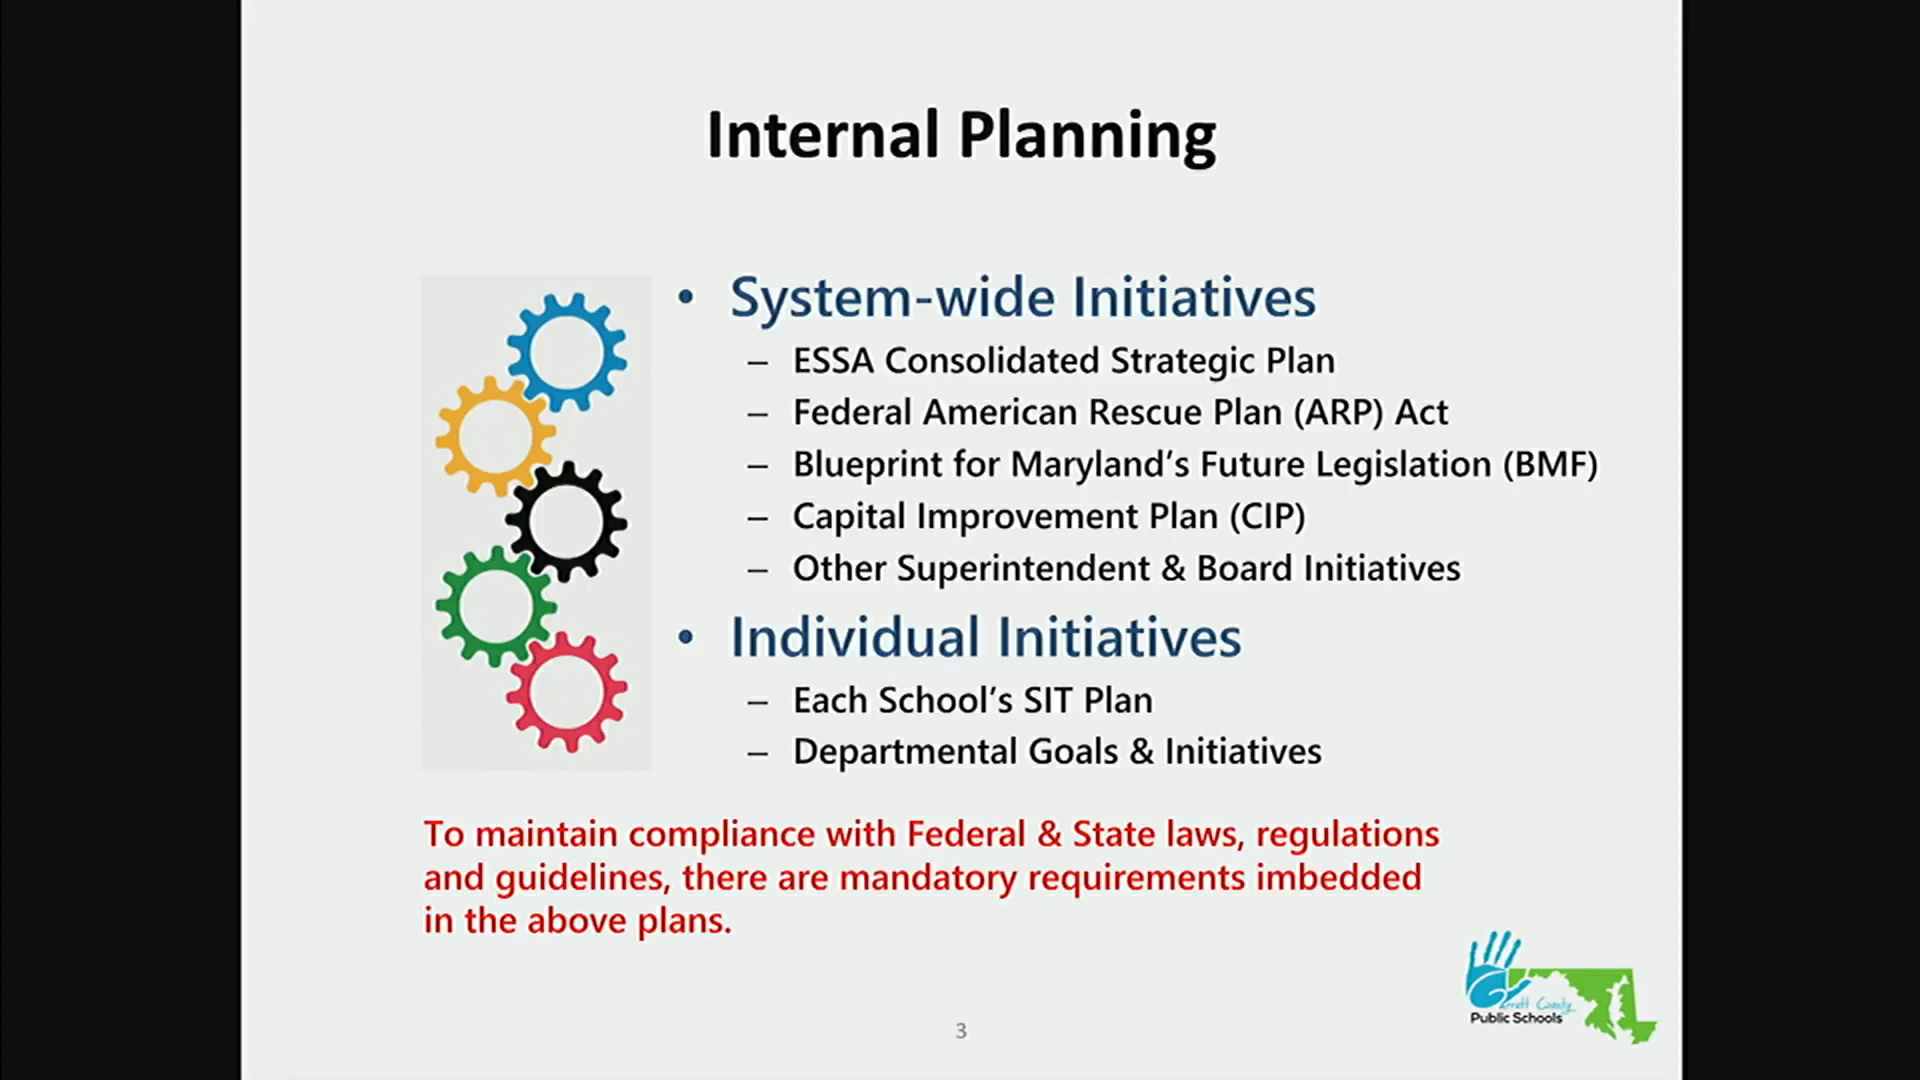 Internal Planning
• System-wide Initiatives
– ESSA Consolidated Strategic Plan
– Federal American Rescue Plan (ARP) Act
– Blueprint for Maryland’s Future Legislation (BMF)
– Capital Improvement Plan (CIP)
– Other Superintendent & Board Initiatives
• Individual Initiatives
– Each School’s SIT Plan
– Departmental Goals & Initiatives
To maintain compliance with Federal & State laws, regulations
and guidelines, there are mandatory requirements imbedded
in the above plans.
Garrett County
Public Schools
3